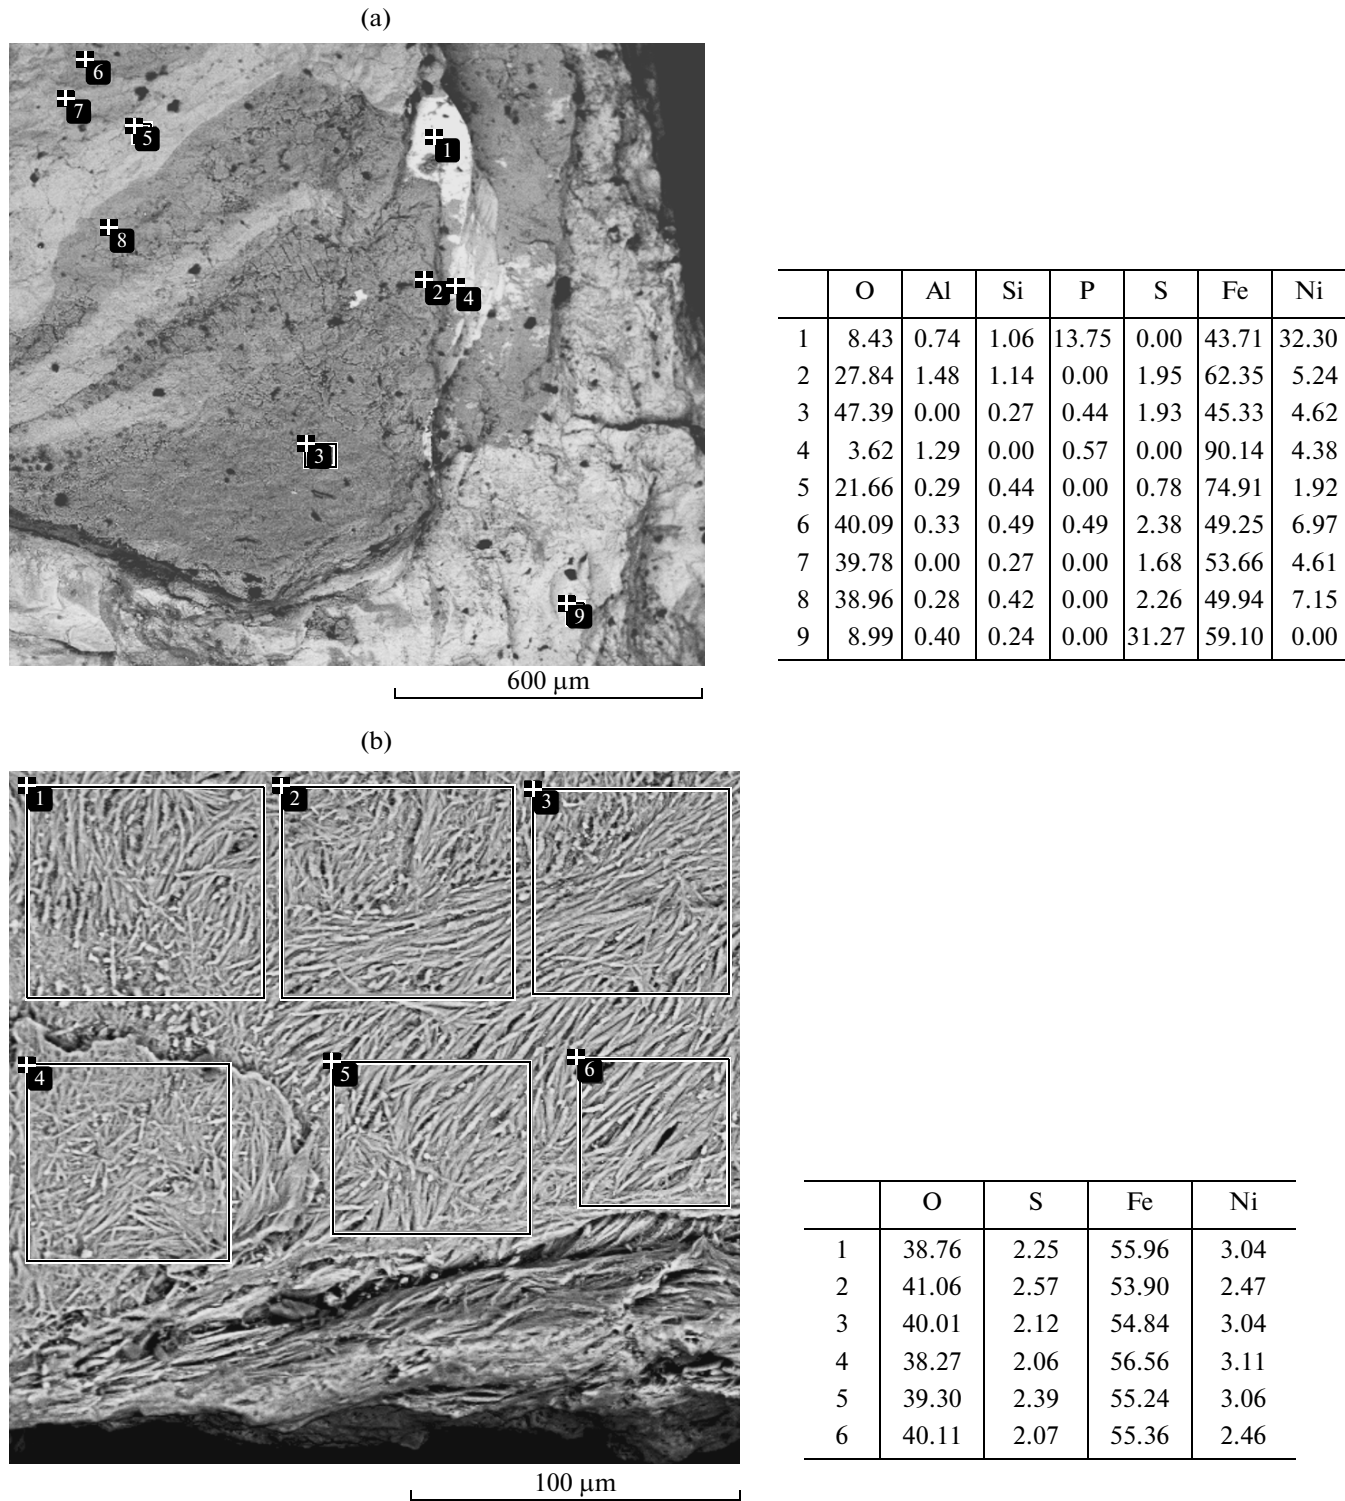 (a)
6
7
5
1
8
2 4
3
9
600 µm
O Al Si P S Fe Ni
1 8.43 0.74 1.06 13.75 0.00 43.71 32.30
2 27.84 1.48 1.14 0.00 1.95 62.35 5.24
3 47.39 0.00 0.27 0.44 1.93 45.33 4.62
4 3.62 1.29 0.00 0.57 0.00 90.14 4.38
5 21.66 0.29 0.44 0.00 0.78 74.91 1.92
6 40.09 0.33 0.49 0.49 2.38 49.25 6.97
7 39.78 0.00 0.27 0.00 1.68 53.66 4.61
8 38.96 0.28 0.42 0.00 2.26 49.94 7.15
9 8.99 0.40 0.24 0.00 31.27 59.10 0.00
(b)
1 2 3
4 5 6
100 µm
O S Fe Ni
1 38.76 2.25 55.96 3.04
2 41.06 2.57 53.90 2.47
3 40.01 2.12 54.84 3.04
4 38.27 2.06 56.56 3.11
5 39.30 2.39 55.24 3.06
6 40.11 2.07 55.36 2.46